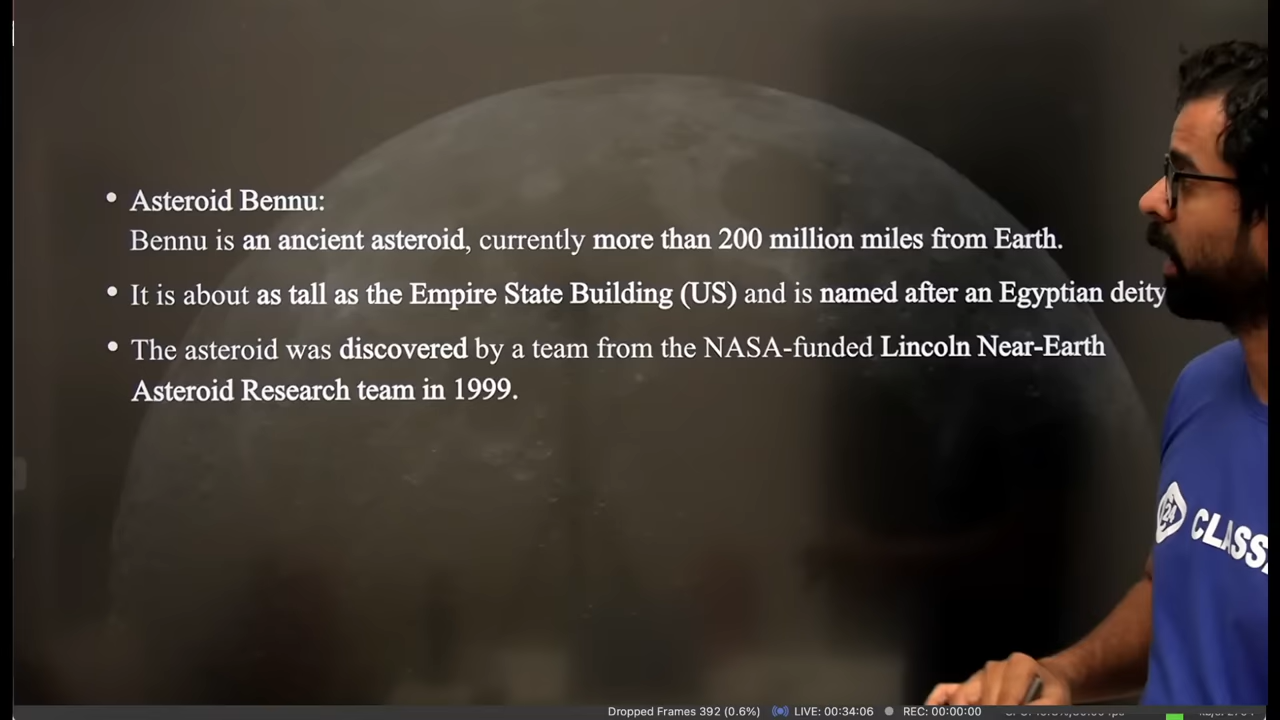 • Asteroid Bennu:
Bennu is an ancient asteroid, currently more than 200 million miles from Earth.
• It is about as tall as the Empire State Building (US) and is named after an Egyptian deity
• The asteroid was discovered by a team from the NASA-funded Lincoln Near-Earth
Asteroid Research team in 1999.
24
CLASS
Dropped Frames 392 (0.6%) LIVE: 00:34:06 REC: 00:00:00